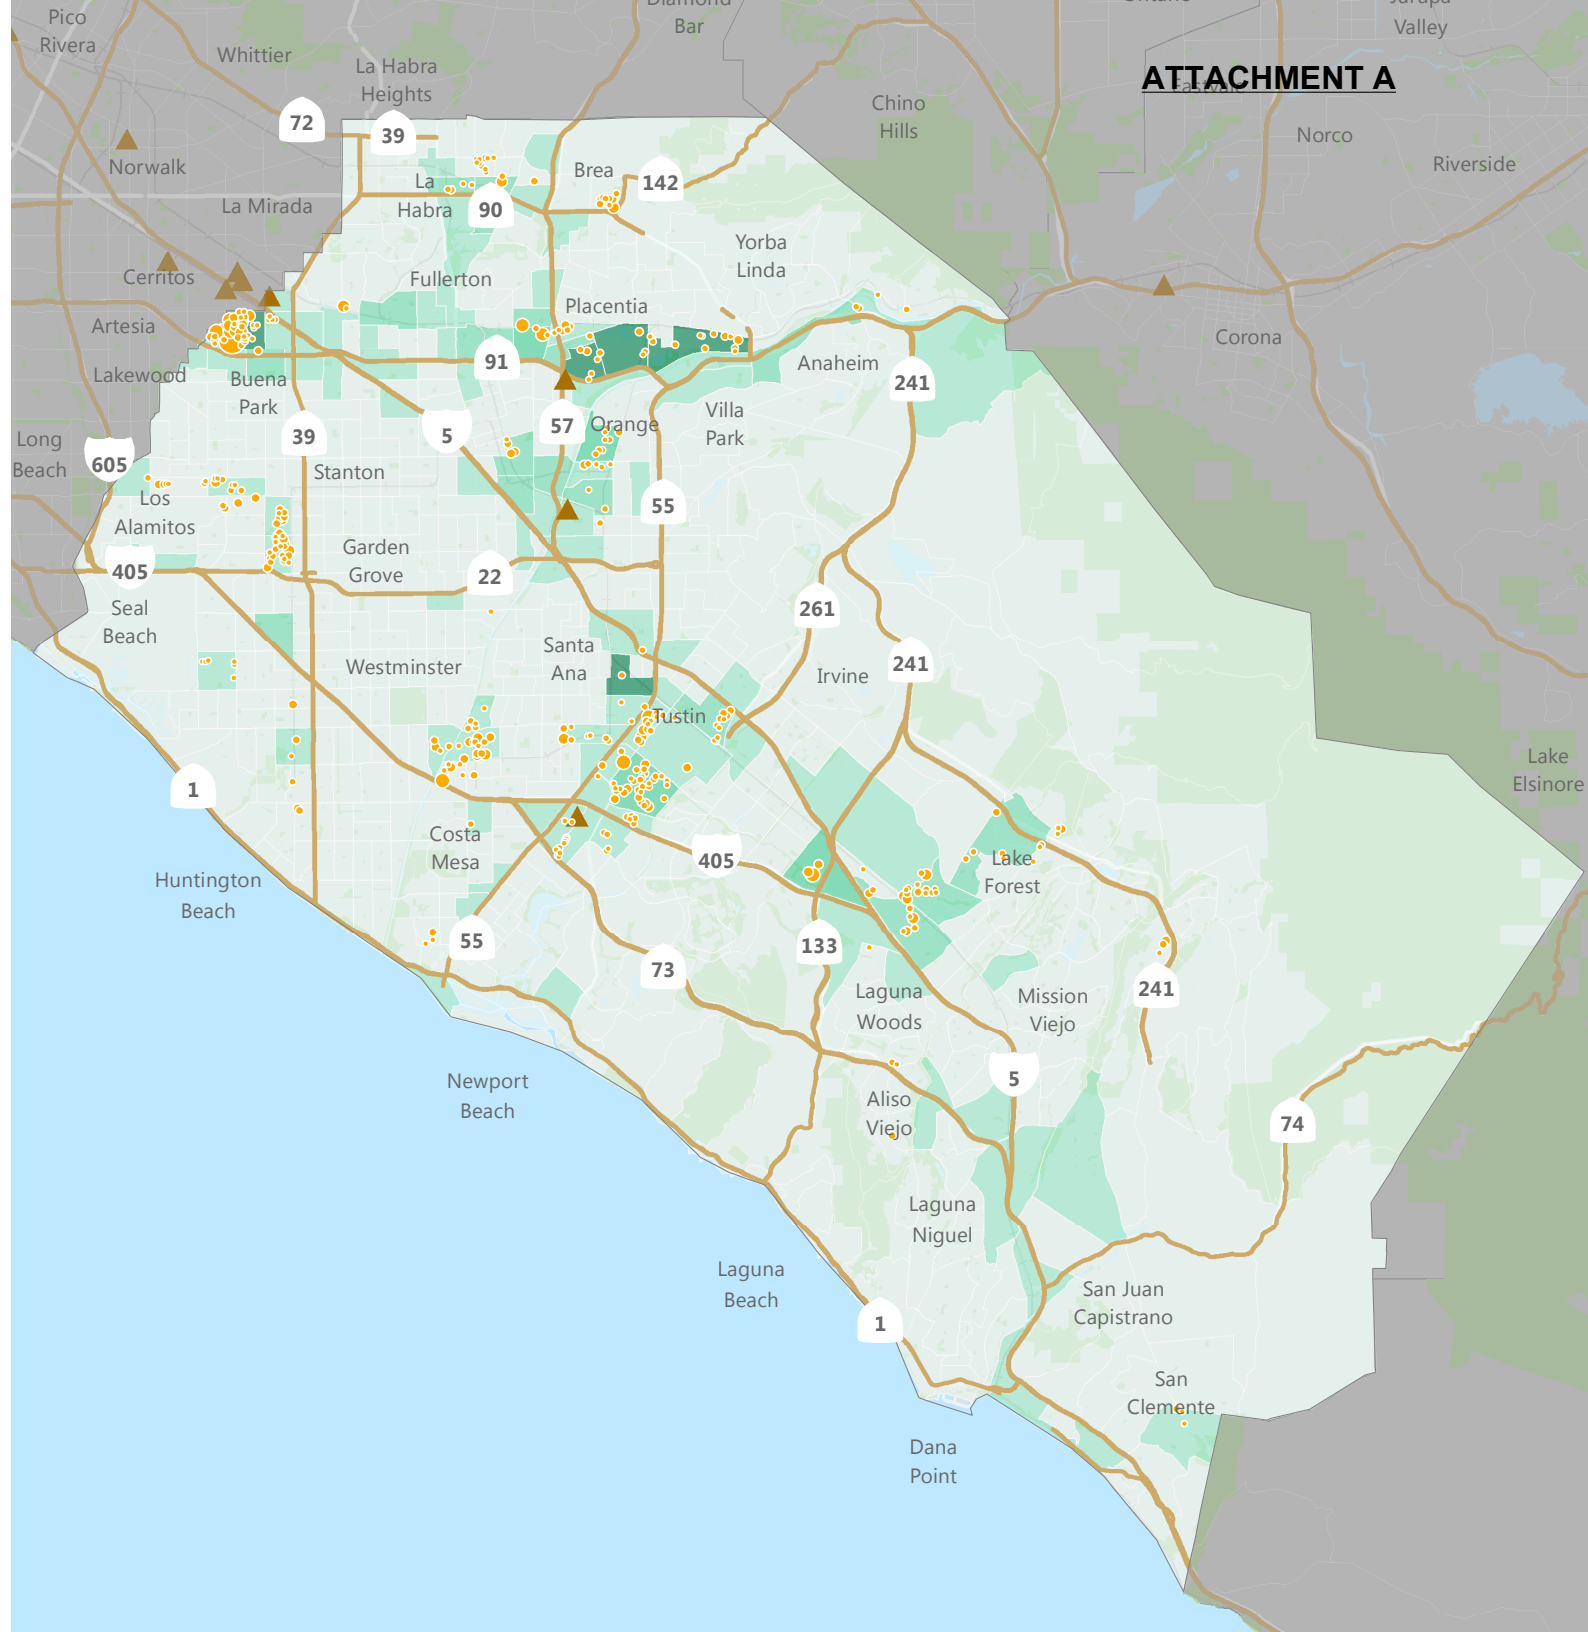 Diamond
Bar
Ontario
Jurupa
Valley
Pico
Rivera
Whittier
La Habra
Heights
ATTACHMENT A
Eastvale
Chino
Hills
72
39
Norco
Norwalk
Riverside
Brea
142
La
Habra
90
La Mirada
Yorba
Linda
Cerritos
Fullerton
Placentia
Artesia
Corona
91
Anaheim
Lakewood
Buena
Park
241
Villa
Park
57
Orange
39
5
Long
Beach
605
Stanton
55
Los
Alamitos
Garden
Grove
405
22
Seal
Beach
261
Santa
Ana
241
Westminster
Irvine
Tustin
Lake
Elsinore
1
Costa
Mesa
405
Lake
Forest
Huntington
Beach
55
133
73
241
Laguna
Woods
Mission
Viejo
5
Newport
Beach
Aliso
Viejo
74
Laguna
Niguel
Laguna
Beach
San Juan
Capistrano
1
San
Clemente
Dana
Point